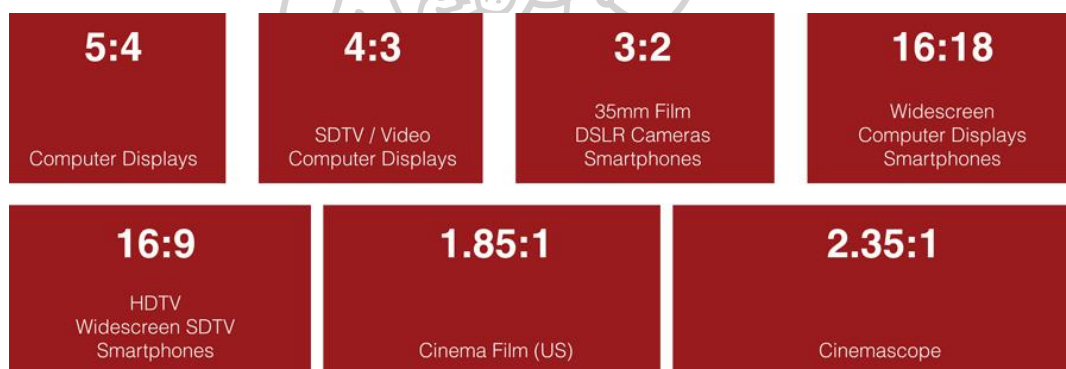 5:4
Computer Displays
4:3
SDTV / Video
Computer Displays
3:2
35mm Film
DSLR Cameras
Smartphones
16:18
Widescreen
Computer Displays
Smartphones
16:9
HDTV
Widescreen SDTV
Smartphones
1.85:1
Cinema Film (US)
2.35:1
Cinemascope